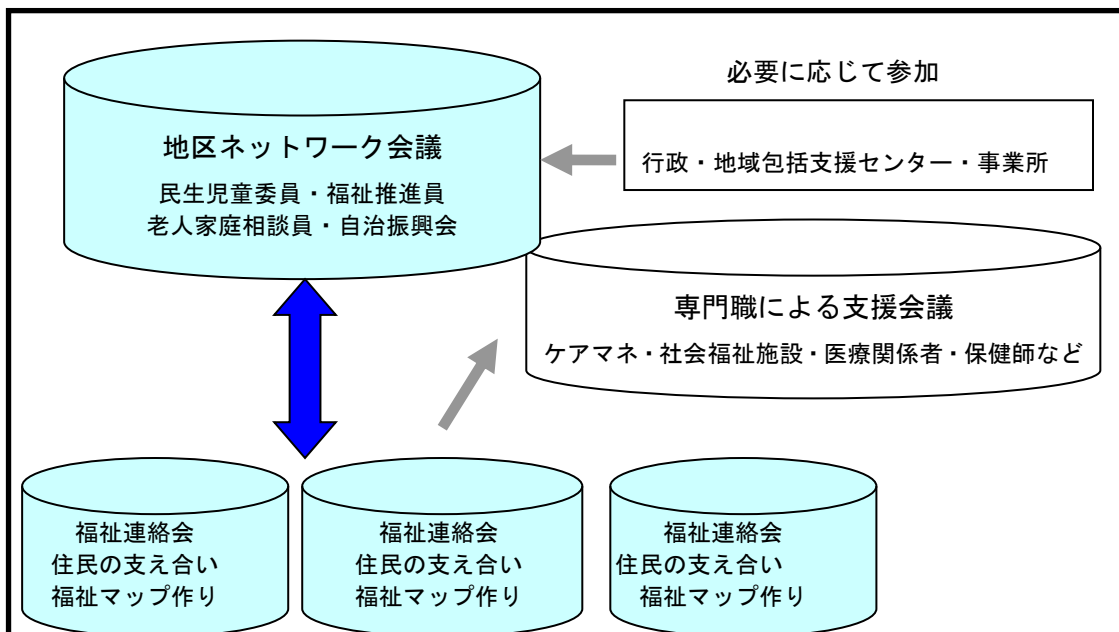 必要に応じて参加
地区ネットワーク会議
民生児童委員・福祉推進員
老人家庭相談員・自治振興会
行政・地域包括支援センター・事業所
専門職による支援会議
ケアマネ・社会福祉施設・医療関係者・保健師など
福祉連絡会
住民の支え合い
福祉マップ作り
福祉連絡会
住民の支え合い
福祉マップ作り
福祉連絡会
住民の支え合い
福祉マップ作り